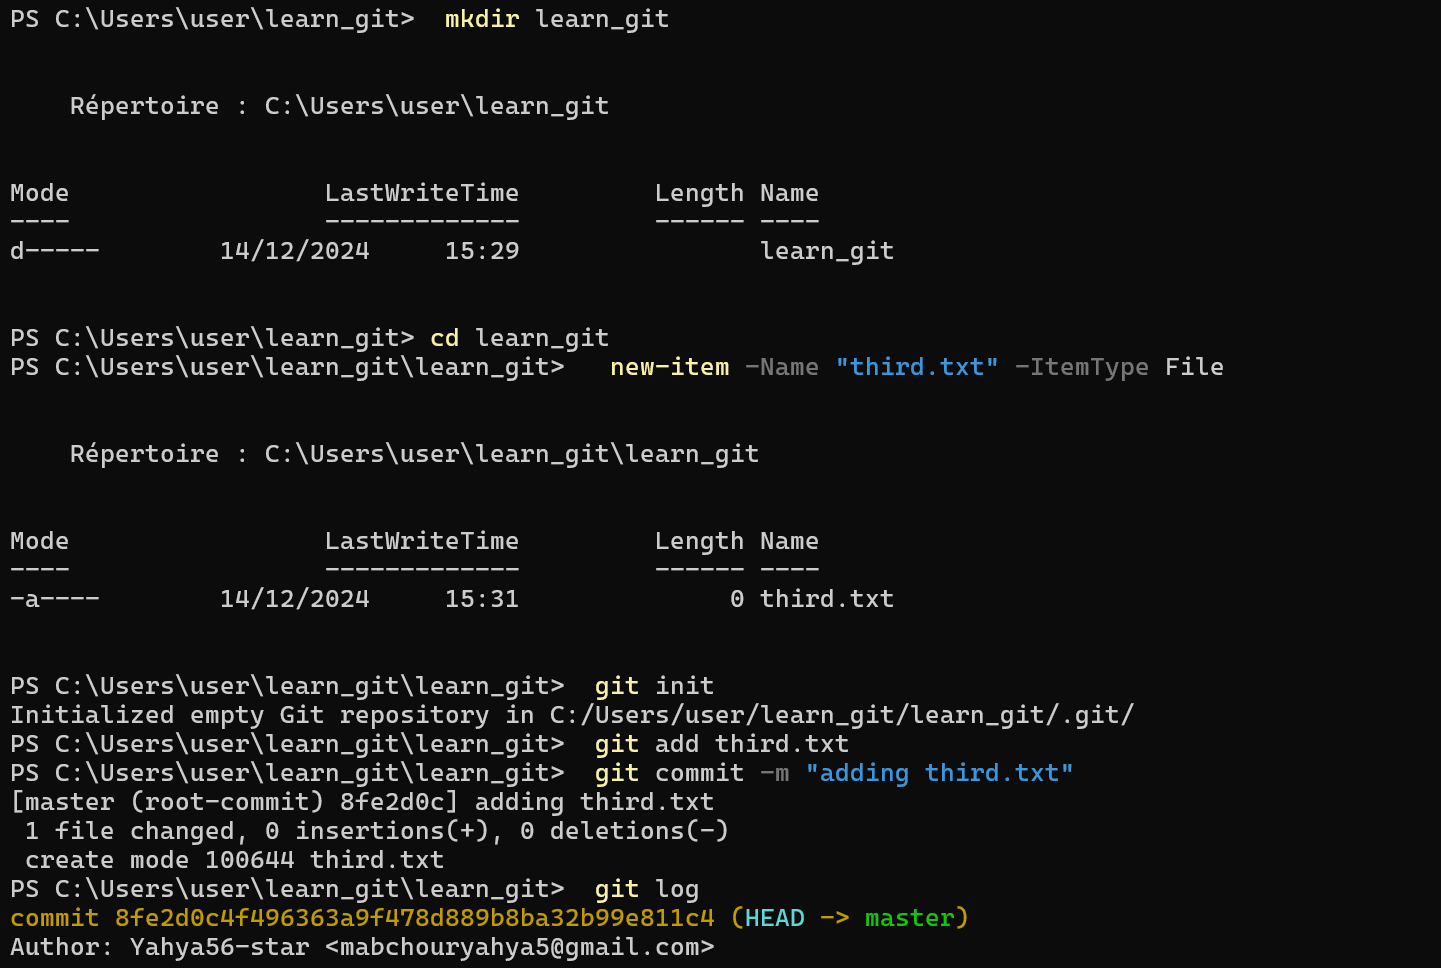 PS C:\Users\user\learn_git>  mkdir learn_git
Répertoire : C:\Users\user\learn_git
Mode                 LastWriteTime         Length Name
----                 -------------         ------ ----
d-----        14/12/2024     15:29                learn_git
PS C:\Users\user\learn_git> cd learn_git
PS C:\Users\user\learn_git\learn_git>   new-item -Name "third.txt" -ItemType File
Répertoire : C:\Users\user\learn_git\learn_git
Mode                 LastWriteTime         Length Name
----                 -------------         ------ ----
-a----        14/12/2024     15:31              0 third.txt
PS C:\Users\user\learn_git\learn_git>  git init
Initialized empty Git repository in C:/Users/user/learn_git/learn_git/.git/
PS C:\Users\user\learn_git\learn_git>  git add third.txt
PS C:\Users\user\learn_git\learn_git>  git commit -m "adding third.txt"
[master (root-commit) 8fe2d0c] adding third.txt
 1 file changed, 0 insertions(+), 0 deletions(-)
 create mode 100644 third.txt
PS C:\Users\user\learn_git\learn_git>  git log
commit 8fe2d0c4f496363a9f478d889b8ba32b99e811c4 (HEAD -> master)
Author: Yahya56-star <mabchouryahya5@gmail.com>